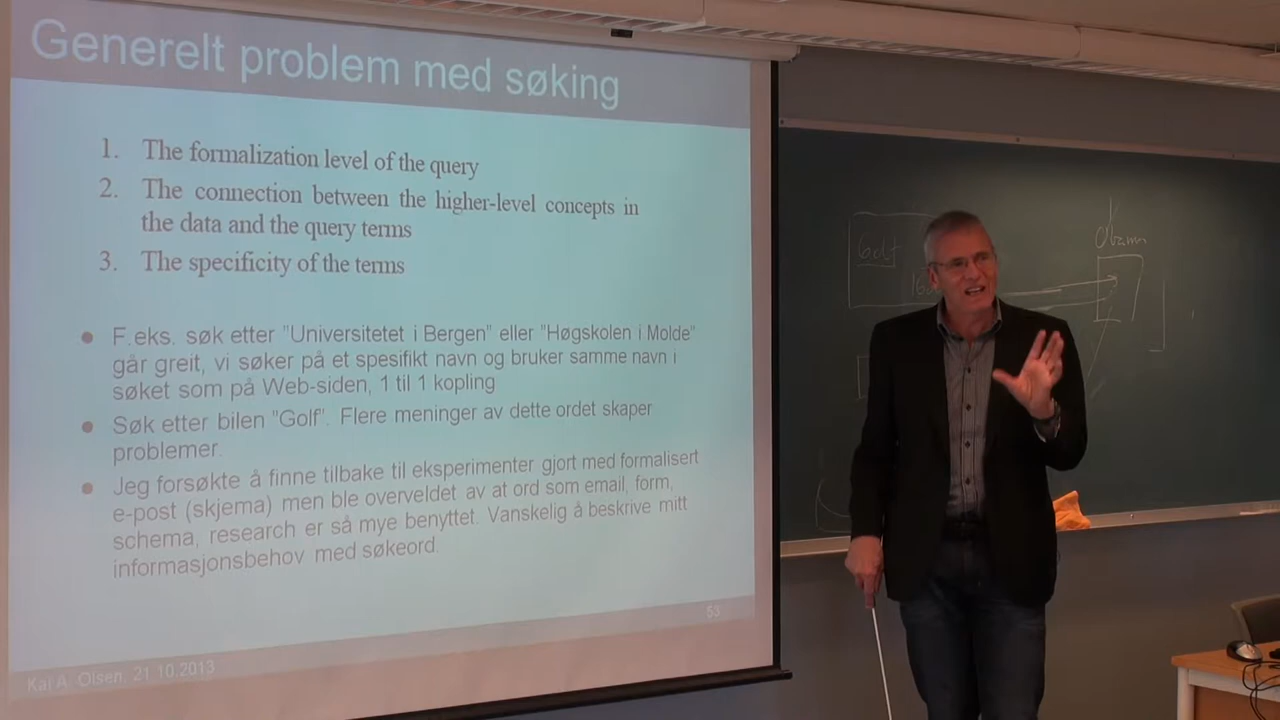 Generelt problem med søking
1. The formalization level of the query
2. The connection between the higher-level concepts in
the data and the query terms
3. The specificity of the terms
• F.eks. søk etter "Universitetet i Bergen" eller "Høgskolen i Molde"
går greit, vi søker på et spesifikt navn og bruker samme navn i
søket som på Web-siden, 1 til 1 kopling
• Søk etter bilen "Golf". Flere meninger av dette ordet skaper
problemer.
• Jeg forsøkte å finne tilbake til eksperimenter gjort med formalisert
e-post (skjema) men ble overveldet av at ord som email, form,
schema, research er så mye benyttet. Vanskelig å beskrive mitt
informasjonsbehov med søkeord.
53
Kai A. Olsen, 21.10.2013
Golf
Obama